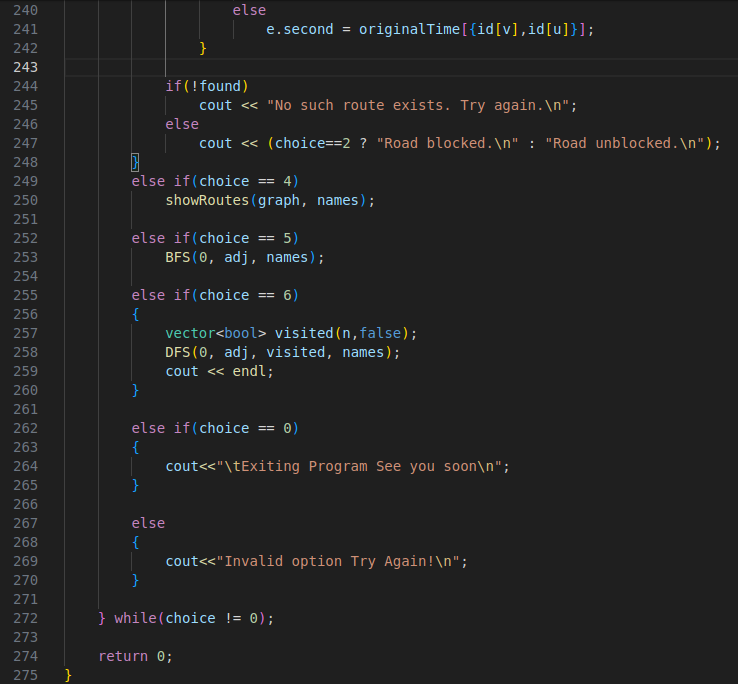 240                     else
241                         e.second = originalTime[{id[v],id[u]}];
242                 }
243
244             if(!found)
245                 cout << "No such route exists. Try again.\n";
246             else
247                 cout << (choice==2 ? "Road blocked.\n" : "Road unblocked.\n");
248         }
249         else if(choice == 4)
250             showRoutes(graph, names);
251
252         else if(choice == 5)
253             BFS(0, adj, names);
254
255         else if(choice == 6)
256         {
257             vector<bool> visited(n,false);
258             DFS(0, adj, visited, names);
259             cout << endl;
260         }
261
262         else if(choice == 0)
263         {
264             cout<<"\tExiting Program See you soon\n";
265         }
266
267         else
268         {
269             cout<<"Invalid option Try Again!\n";
270         }
271
272     } while(choice != 0);
273
274     return 0;
275 }